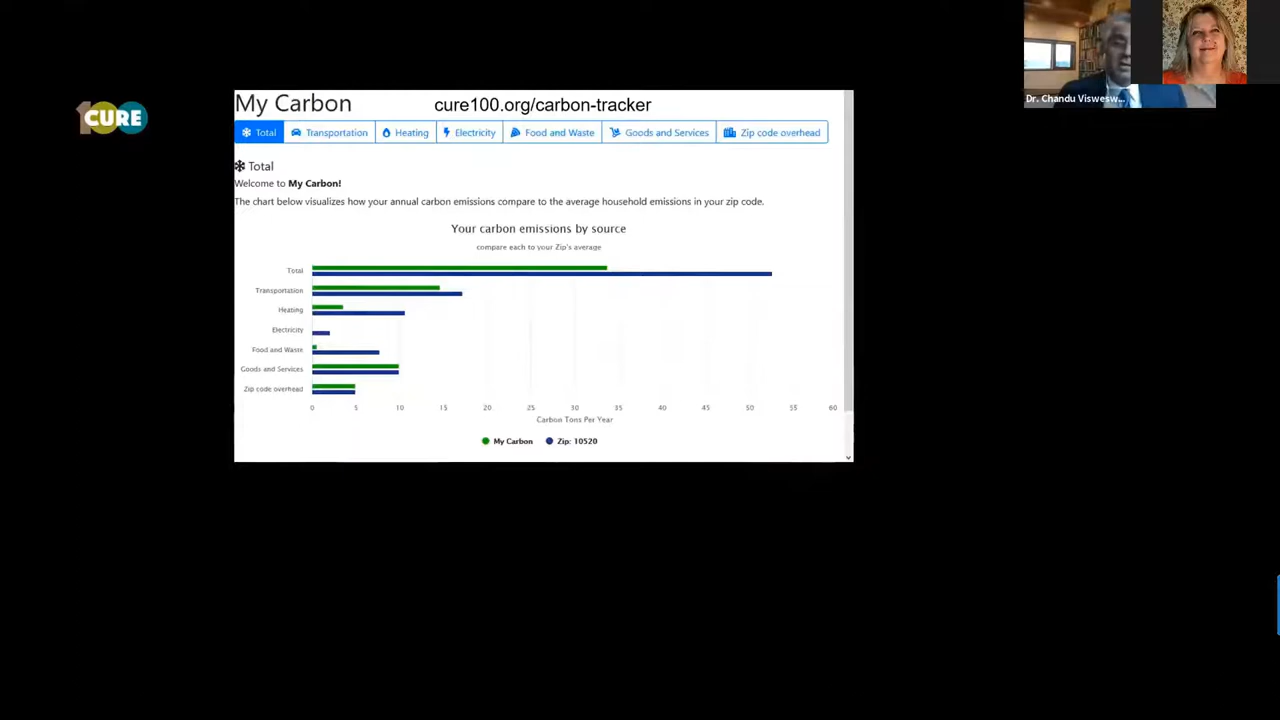 100
CURE
My Carbon
cure100.org/carbon-tracker
Total
Transportation
Heating
Electricity
Food and Waste
Goods and Services
Zip code overhead
Total
Welcome to My Carbon!
The chart below visualizes how your annual carbon emissions compare to the average household emissions in your zip code.
Your carbon emissions by source
compare each to your Zip's average
Total
Transportation
Heating
Electricity
Food and Waste
Goods and Services
Zip code overhead
0 5 10 15 20 25 30 35 40 45 50 55 60
Carbon Tons Per Year
My Carbon Zip: 10520
Dr. Chandu Viswesw...